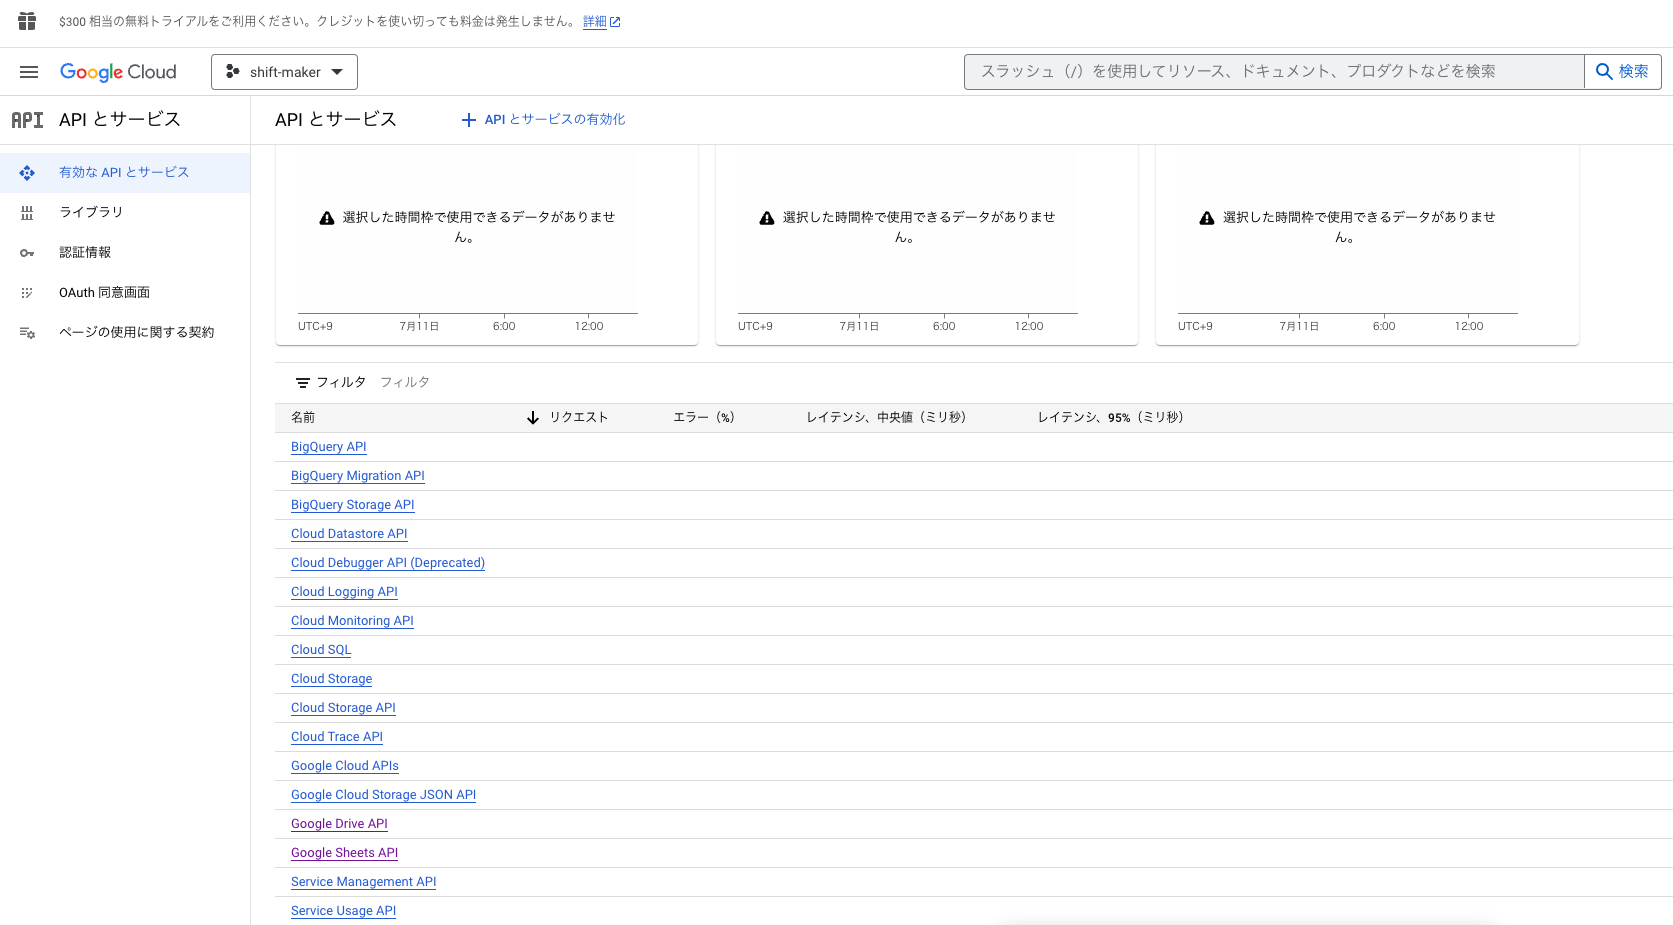 $300 相当の無料トライアルをご利用ください。クレジットを使い切っても料金は発生しません。 詳細
Google Cloud
shift-maker
スラッシュ（/）を使用してリソース、ドキュメント、プロダクトなどを検索
検索
API API とサービス
API とサービス
API とサービスの有効化
有効な API とサービス
ライブラリ
認証情報
OAuth 同意画面
ページの使用に関する契約
選択した時間枠で使用できるデータがありませ
ん。
UTC+9 7月11日 6:00 12:00
選択した時間枠で使用できるデータがありませ
ん。
UTC+9 7月11日 6:00 12:00
選択した時間枠で使用できるデータがありませ
ん。
UTC+9 7月11日 6:00 12:00
フィルタ フィルタ
名前 リクエスト エラー（%） レイテンシ、中央値（ミリ秒） レイテンシ、95%（ミリ秒）
BigQuery API
BigQuery Migration API
BigQuery Storage API
Cloud Datastore API
Cloud Debugger API (Deprecated)
Cloud Logging API
Cloud Monitoring API
Cloud SQL
Cloud Storage
Cloud Storage API
Cloud Trace API
Google Cloud APIs
Google Cloud Storage JSON API
Google Drive API
Google Sheets API
Service Management API
Service Usage API